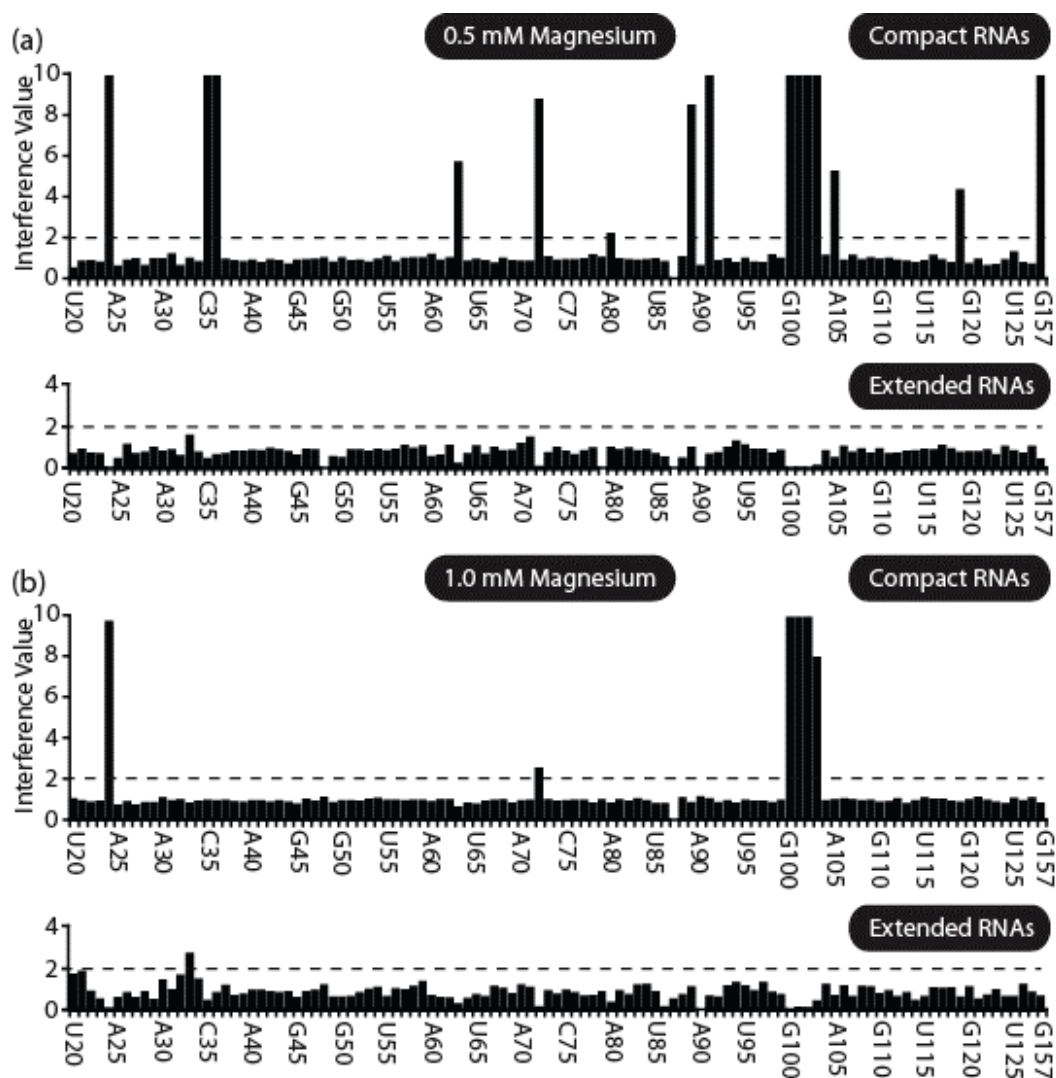 (a)
0.5 mM Magnesium
Compact RNAs
Interference Value
10
8
6
4
2
0
U20 A25 A30 C35 A40 G45 G50 U55 A60 U65 A70 C75 A80 U85 A90 U95 G100 A105 G110 U115 G120 U125 G157
Extended RNAs
4
2
0
U20 A25 A30 C35 A40 G45 G50 U55 A60 U65 A70 C75 A80 U85 A90 U95 G100 A105 G110 U115 G120 U125 G157
(b)
1.0 mM Magnesium
Compact RNAs
Interference Value
10
8
6
4
2
0
U20 A25 A30 C35 A40 G45 G50 U55 A60 U65 A70 C75 A80 U85 A90 U95 G100 A105 G110 U115 G120 U125 G157
Extended RNAs
4
2
0
U20 A25 A30 C35 A40 G45 G50 U55 A60 U65 A70 C75 A80 U85 A90 U95 G100 A105 G110 U115 G120 U125 G157